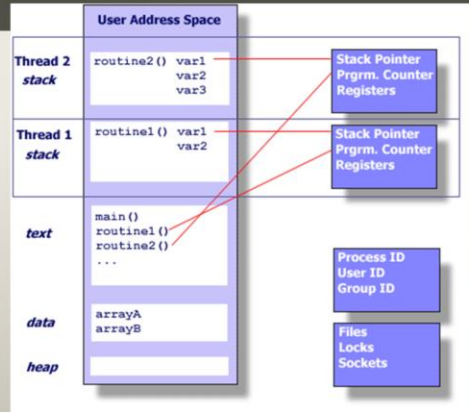 User Address Space
Thread 2
stack
routine2() var1
var2
var3
Stack Pointer
Prgrm. Counter
Registers
Thread 1
stack
routine1() var1
var2
Stack Pointer
Prgrm. Counter
Registers
text
main()
routine1()
routine2()
...
Process ID
User ID
Group ID
data
arrayA
arrayB
Files
Locks
Sockets
heap